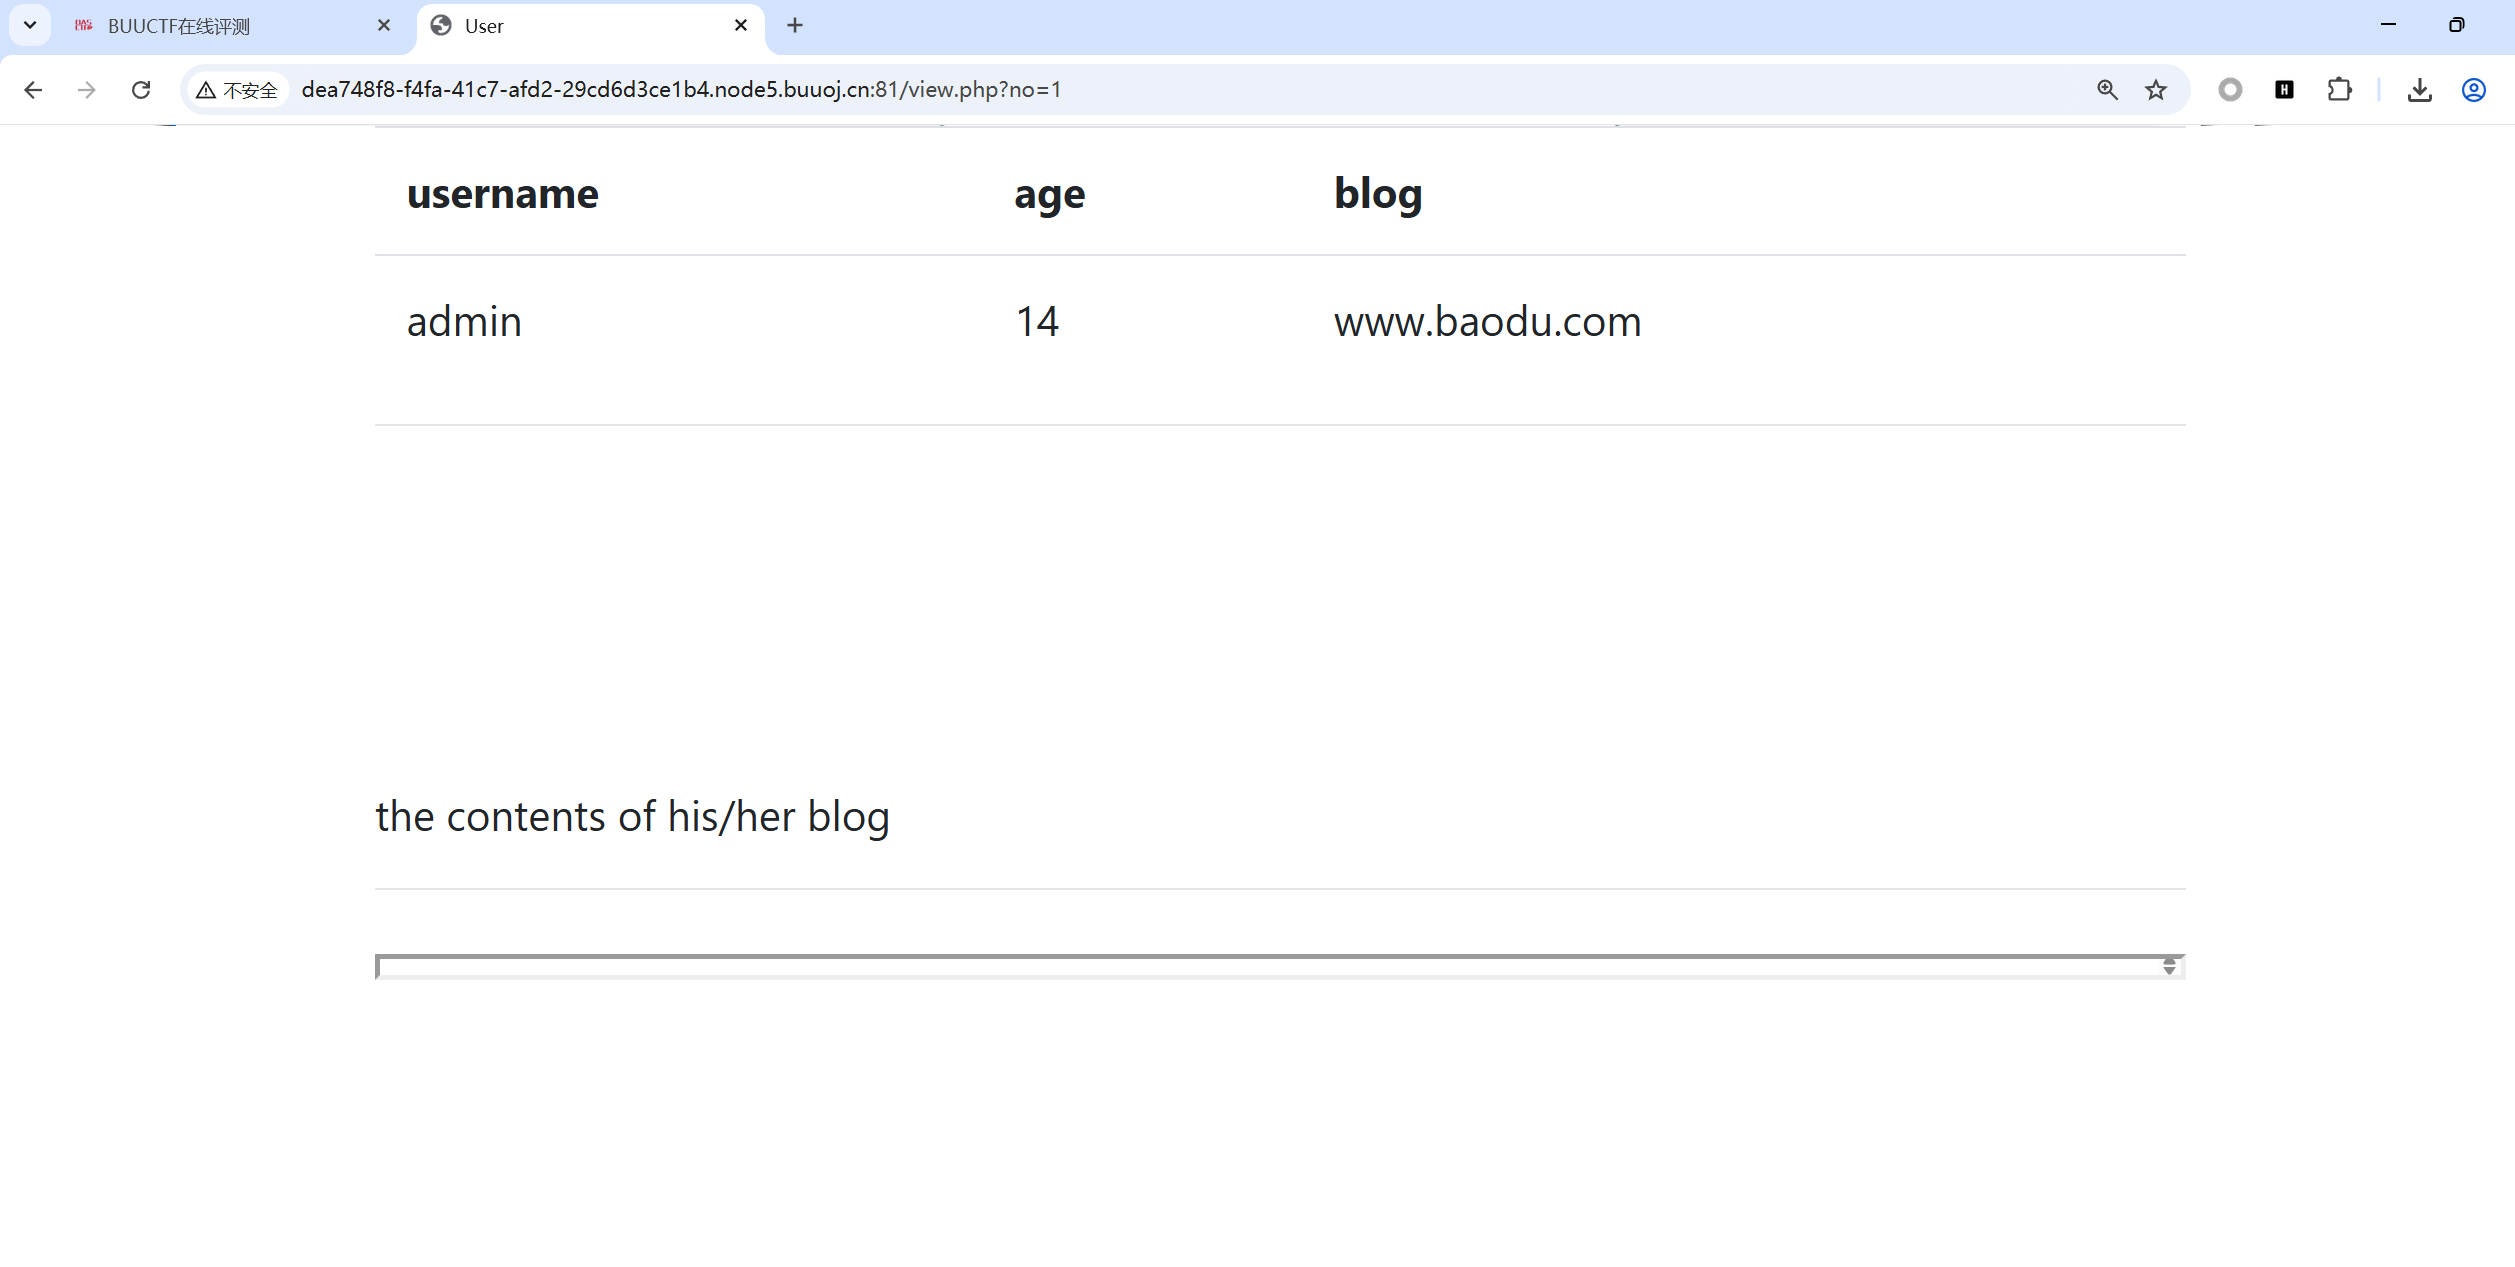 BUUCTF在线评测
User
不安全 dea748f8-f4fa-41c7-afd2-29cd6d3ce1b4.node5.buuoj.cn:81/view.php?no=1
username age blog
admin 14 www.baodu.com
the contents of his/her blog